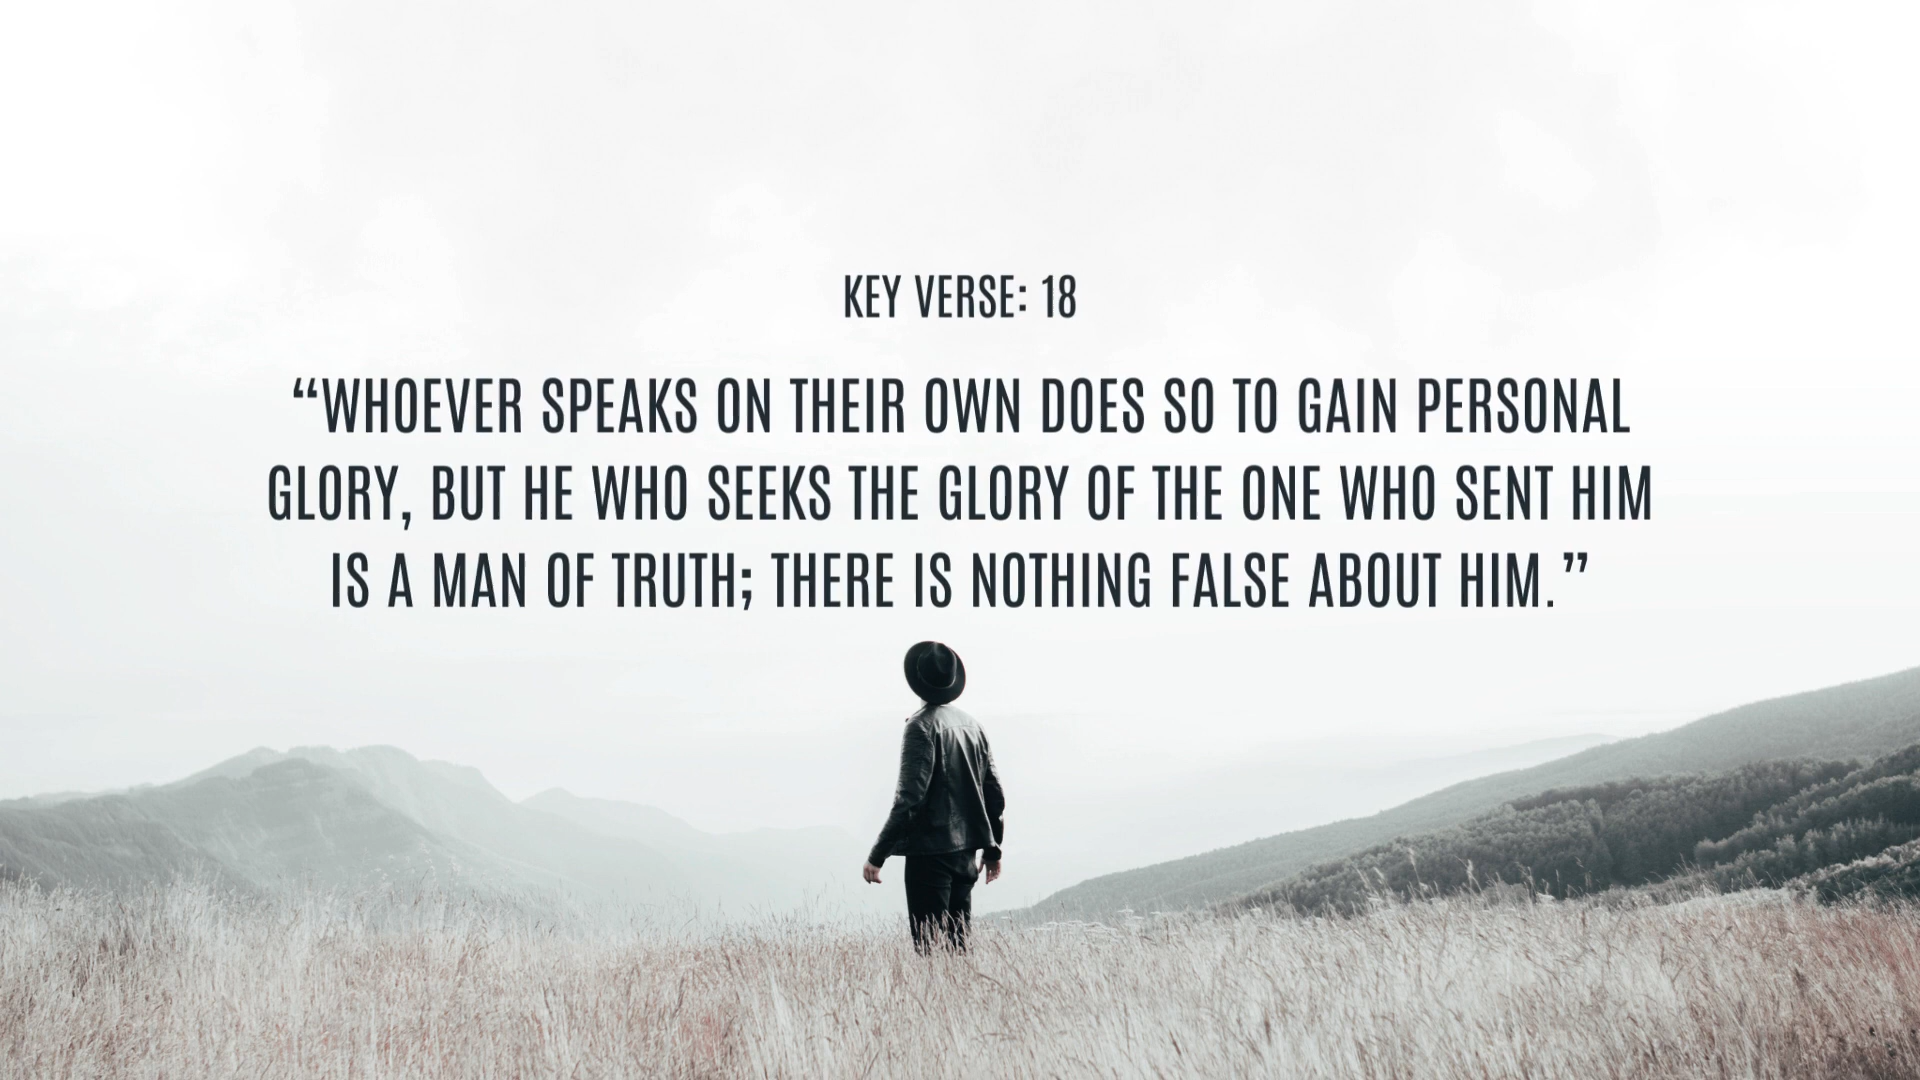 KEY VERSE: 18
“WHOEVER SPEAKS ON THEIR OWN DOES SO TO GAIN PERSONAL
GLORY, BUT HE WHO SEEKS THE GLORY OF THE ONE WHO SENT HIM
IS A MAN OF TRUTH; THERE IS NOTHING FALSE ABOUT HIM.”